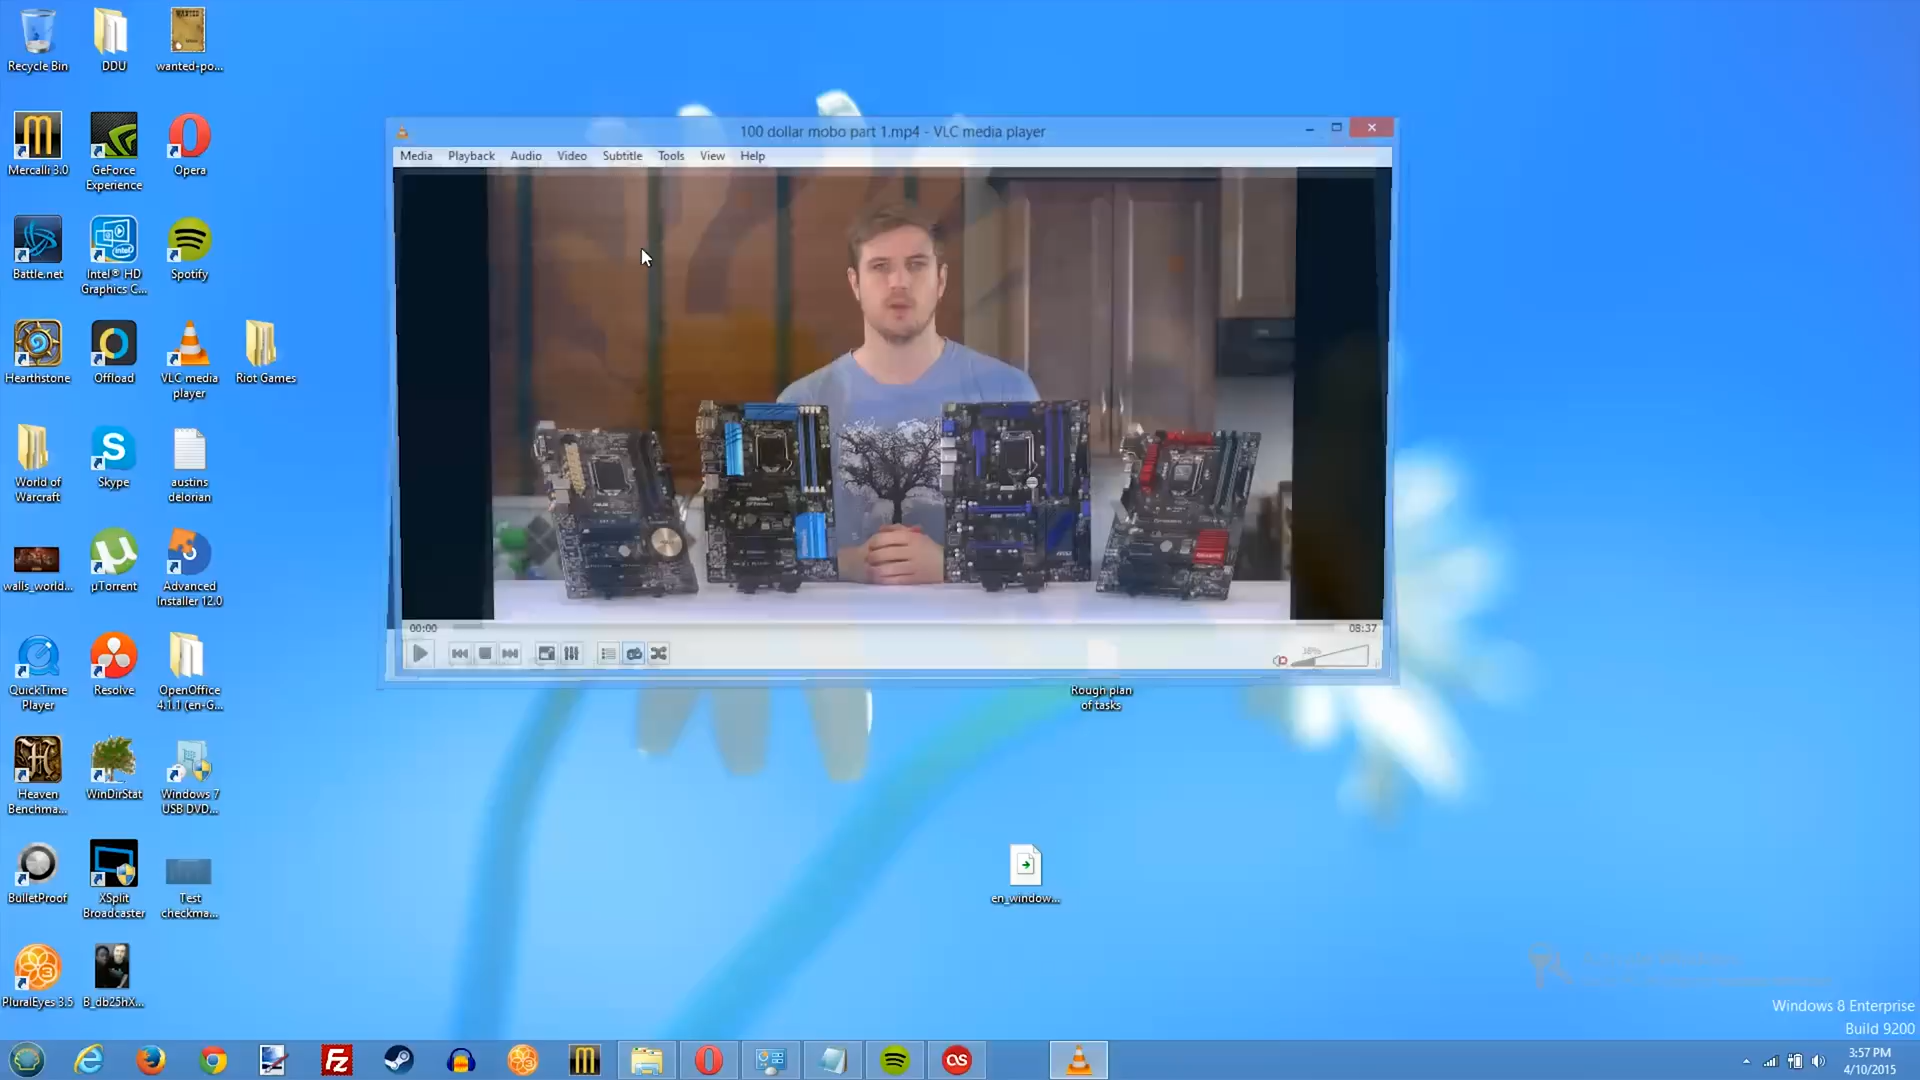 Recycle Bin
DDU
wanted-po...
Mercalli 3.0
GeForce
Experience
Opera
Battle.net
Intel® HD
Graphics C...
Spotify
Hearthstone
Offload
VLC media
player
Riot Games
World of
Warcraft
Skype
austins
delorian
walls_world...
µTorrent
Advanced
Installer 12.0
QuickTime
Player
Resolve
OpenOffice
4.1.1 (en-G...
Heaven
Benchma...
WinDirStat
Windows 7
USB DVD...
BulletProof
XSplit
Broadcaster
Test
checkma...
PluralEyes 3.5
B_db25hX...
100 dollar mobo part 1.mp4 - VLC media player
Media Playback Audio Video Subtitle Tools View Help
00:00
08:37
Rough plan
of tasks
en_window...
Windows 8 Enterprise
Build 9200
3:57 PM
4/10/2015